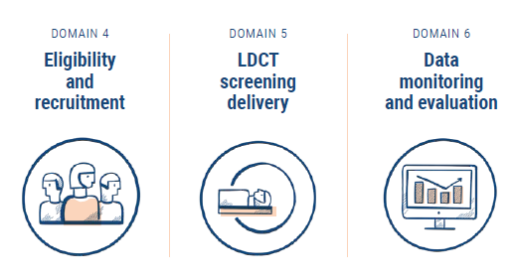 DOMAIN 4
Eligibility
and
recruitment
DOMAIN 5
LDCT
screening
delivery
DOMAIN 6
Data
monitoring
and evaluation